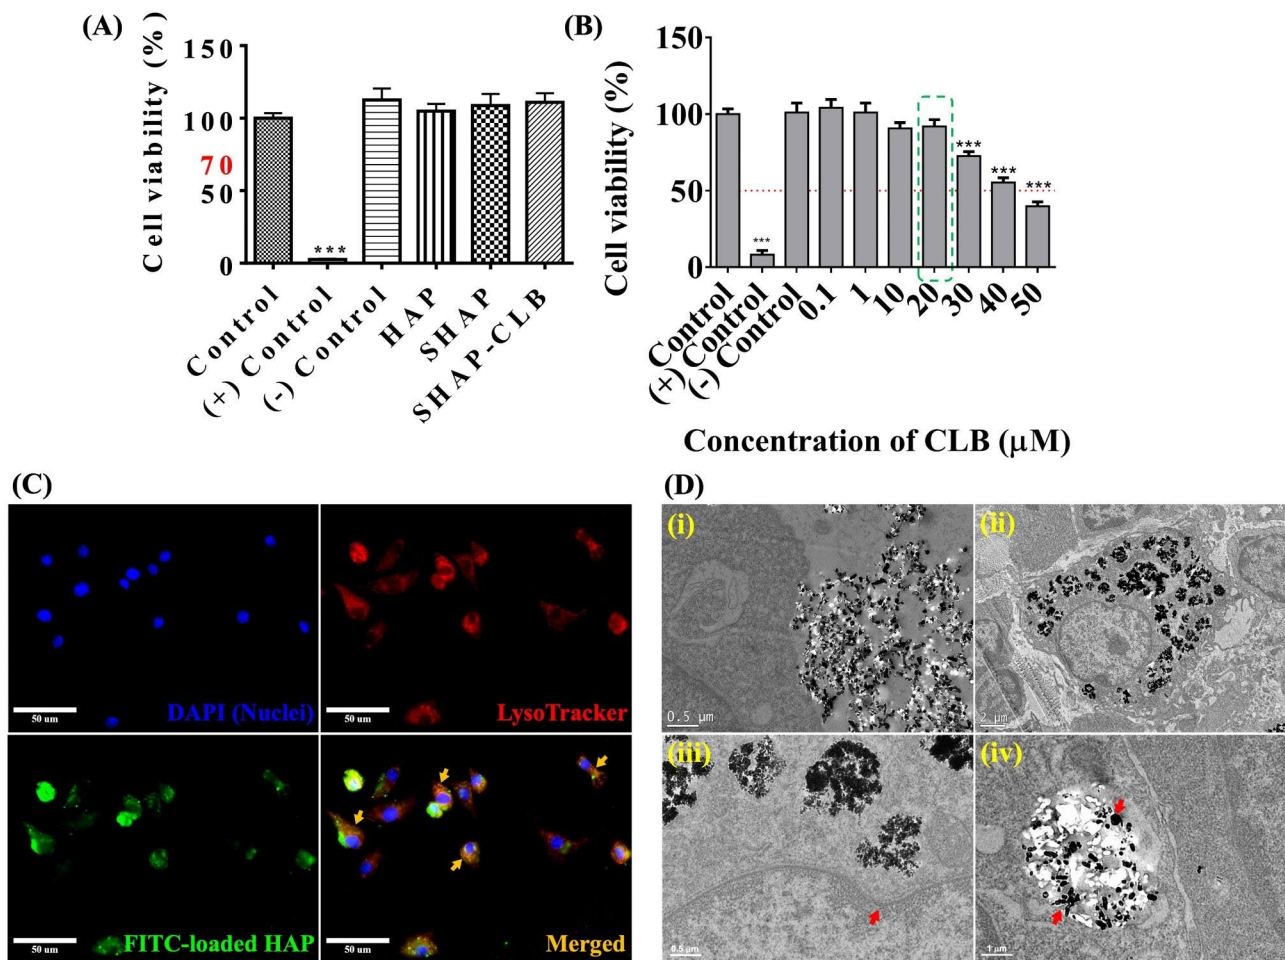 (A)
150
100
70
50
0
Cell viability (%)
***
Control
(+) Control
(-) Control
HAP
SHAP
SHAP-CLB
(B)
150
100
50
0
Cell viability (%)
***
***
***
***
Control
(+) Control
(-) Control
0.1
1
10
20
30
40
50
Concentration of CLB (μM)
(C)
50 um
DAPI (Nuclei)
50 um
LysoTracker
50 um
FITC-loaded HAP
50 um
Merged
(D)
(i)
0.5 μm
(ii)
2 μm
(iii)
0.5 μm
(iv)
1 μm